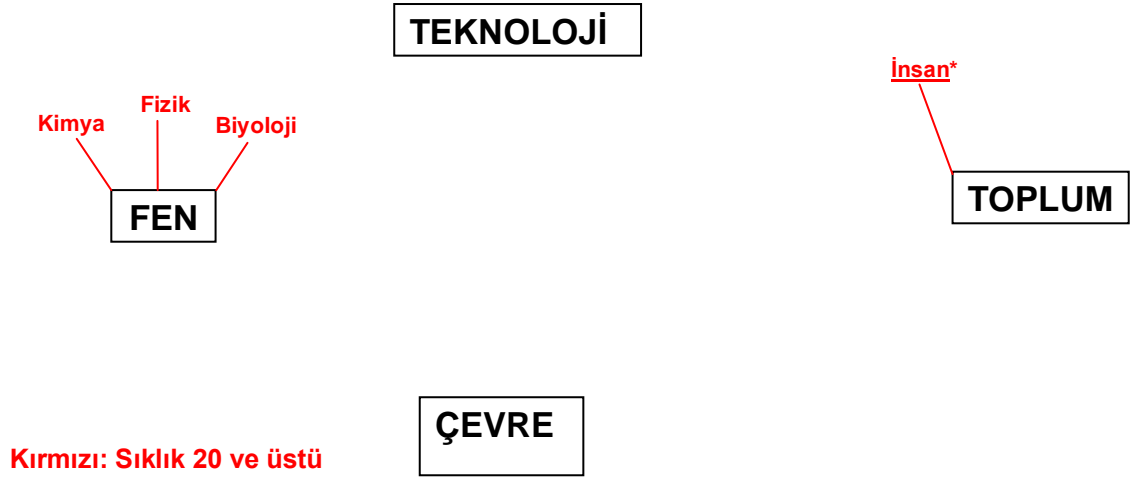 TEKNOLOJİ
İnsan*
Fizik
Kimya
Biyoloji
FEN
TOPLUM
ÇEVRE
Kırmızı: Sıklık 20 ve üstü